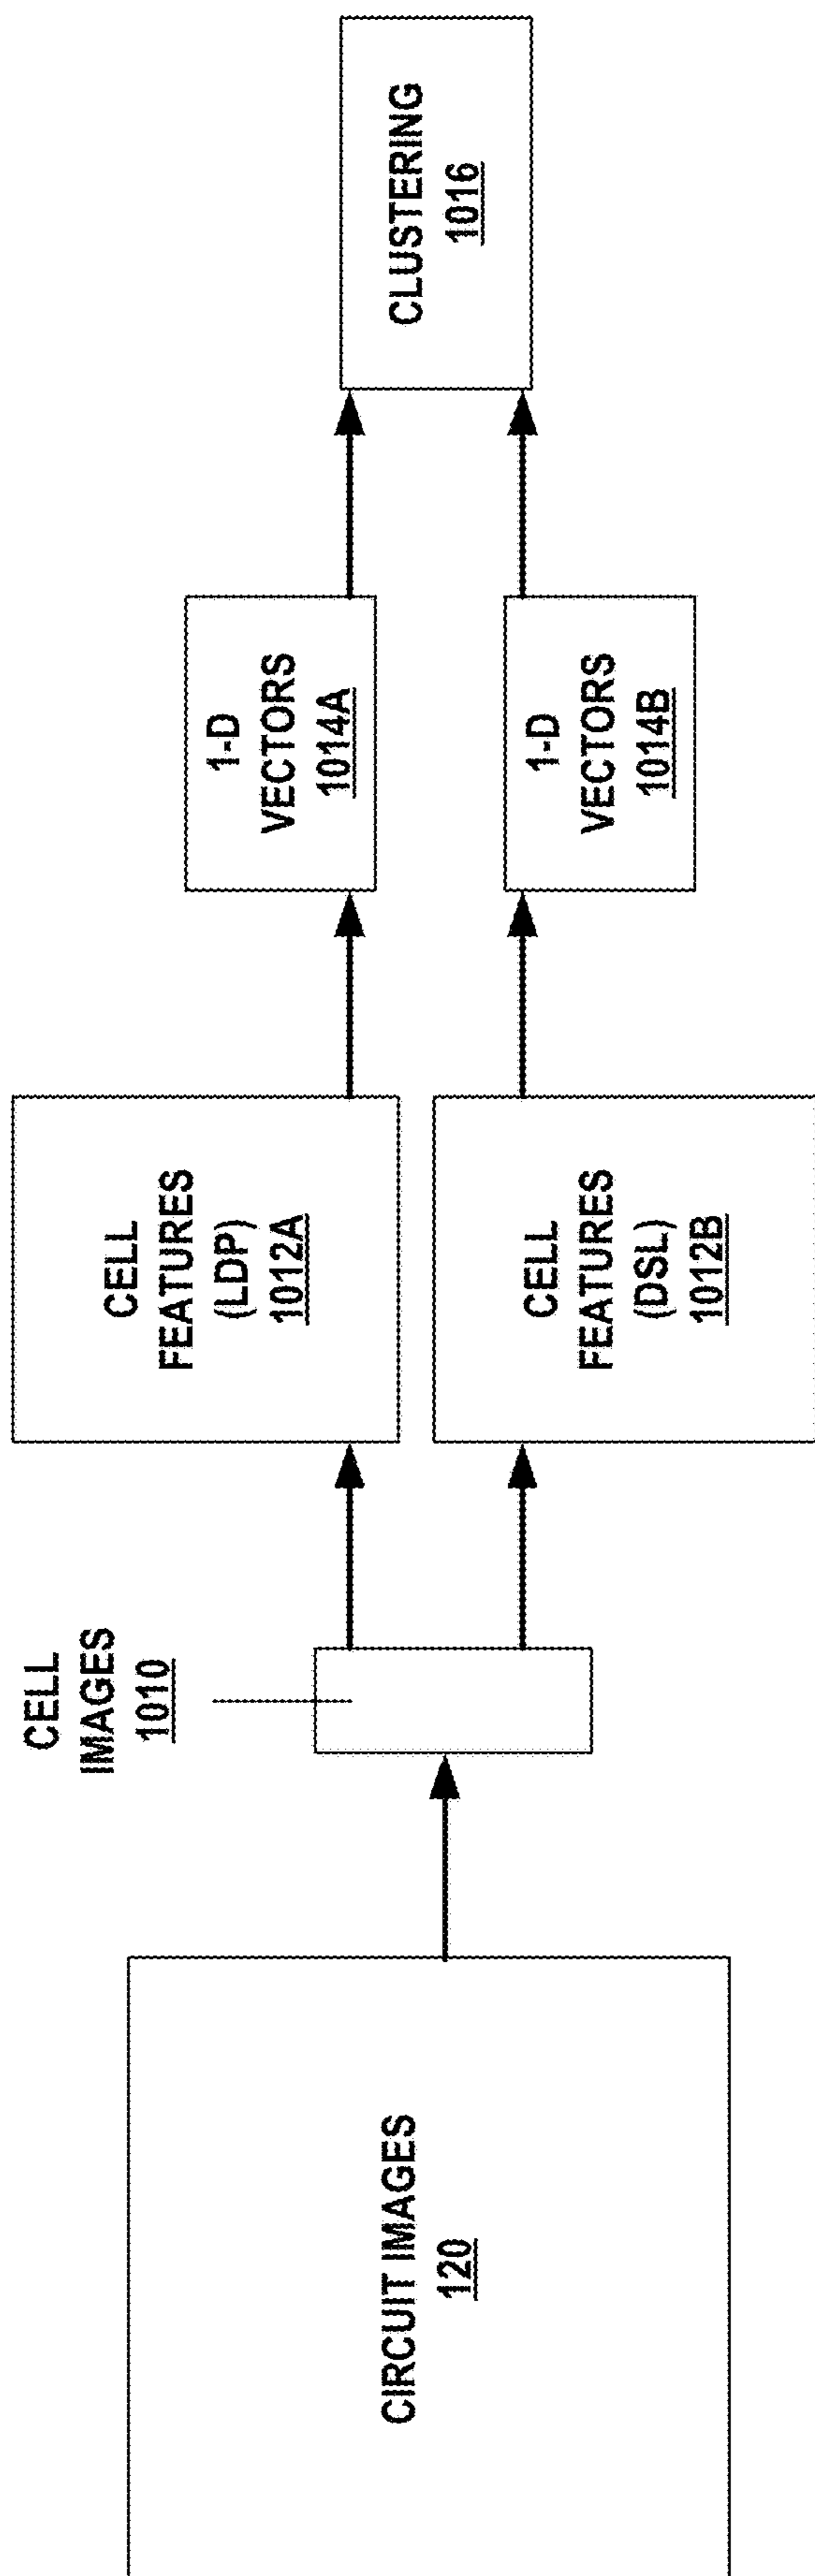 CIRCUIT IMAGES
120
CELL
IMAGES
1010
CELL
FEATURES
(LDP)
1012A
CELL
FEATURES
(DSL)
1012B
1-D
VECTORS
1014A
1-D
VECTORS
1014B
CLUSTERING
1016